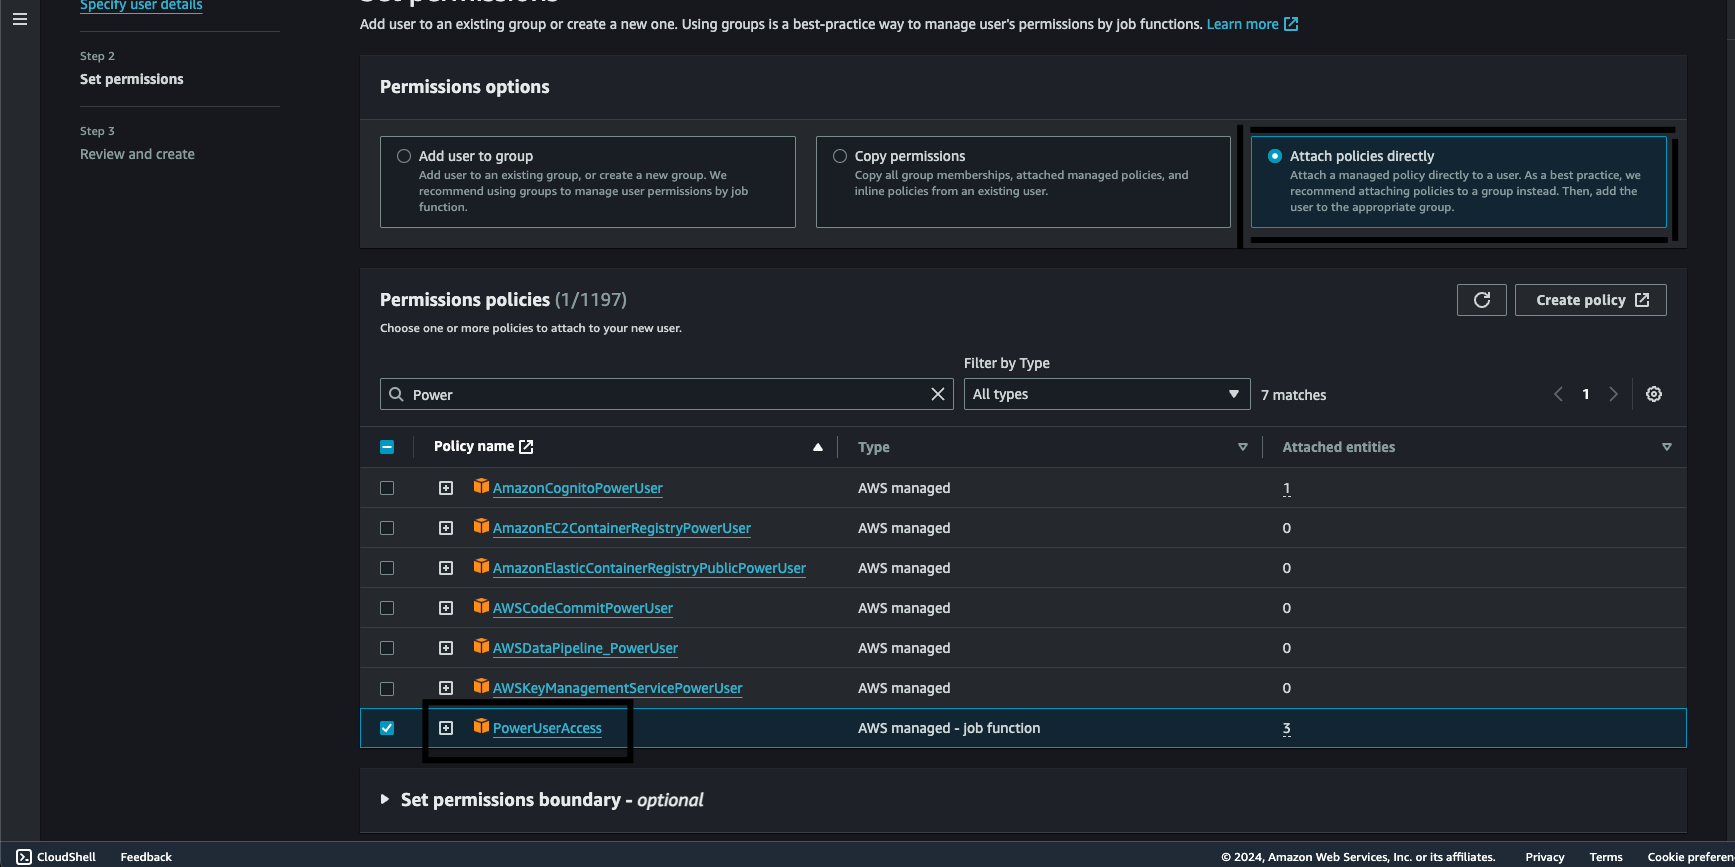 Specify user details
Step 2
Set permissions
Step 3
Review and create
Add user to an existing group or create a new one. Using groups is a best-practice way to manage user's permissions by job functions. Learn more
Permissions options
Add user to group
Add user to an existing group, or create a new group. We
recommend using groups to manage user permissions by job
function.
Copy permissions
Copy all group memberships, attached managed policies, and
inline policies from an existing user.
Attach policies directly
Attach a managed policy directly to a user. As a best practice, we
recommend attaching policies to a group instead. Then, add the
user to the appropriate group.
Permissions policies (1/1197)
Choose one or more policies to attach to your new user.
Create policy
Filter by Type
Power
All types
7 matches
1
Policy name Type Attached entities
AmazonCognitoPowerUser AWS managed 1
AmazonEC2ContainerRegistryPowerUser AWS managed 0
AmazonElasticContainerRegistryPublicPowerUser AWS managed 0
AWSCodeCommitPowerUser AWS managed 0
AWSDataPipeline_PowerUser AWS managed 0
AWSKeyManagementServicePowerUser AWS managed 0
PowerUserAccess AWS managed - job function 3
Set permissions boundary - optional
CloudShell Feedback © 2024, Amazon Web Services, Inc. or its affiliates. Privacy Terms Cookie preferen